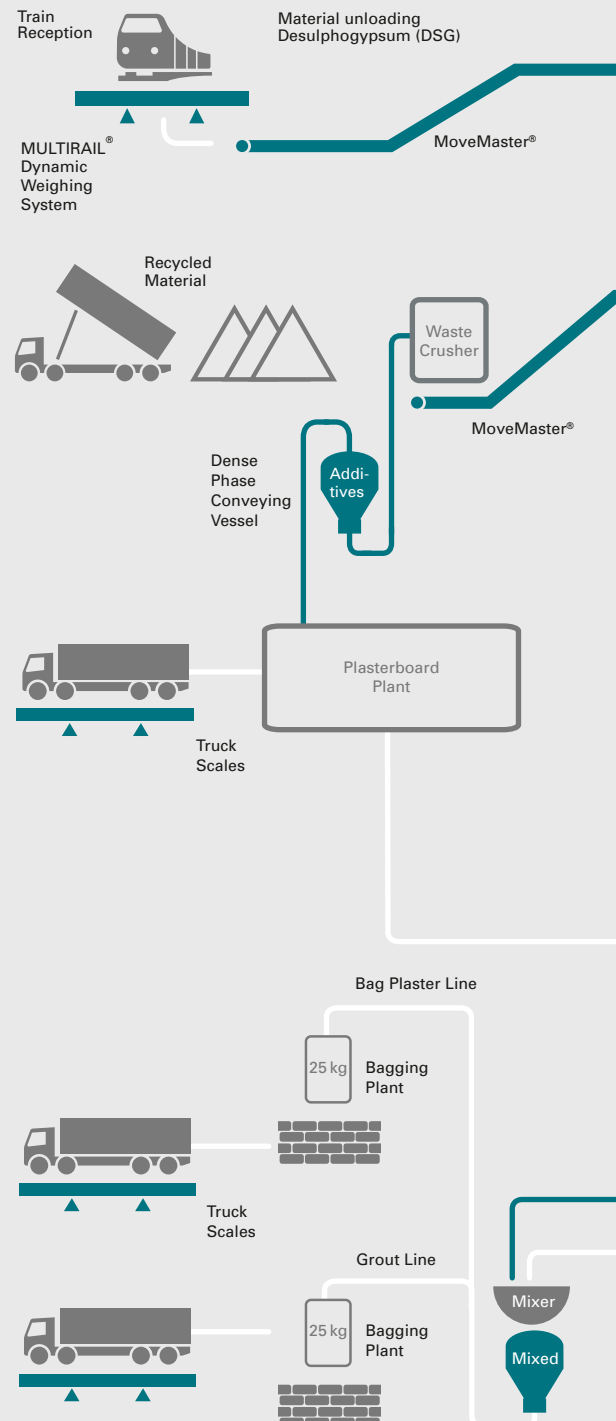 Train
Reception
Material unloading
Desulphogypsum (DSG)
MULTIRAIL®
Dynamic
Weighing
System
MoveMaster®
Recycled
Material
Waste
Crusher
MoveMaster®
Dense
Phase
Conveying
Vessel
Addi-
tives
Plasterboard
Plant
Truck
Scales
Bag Plaster Line
25 kg
Bagging
Plant
Truck
Scales
Grout Line
Mixer
25 kg
Bagging
Plant
Mixed